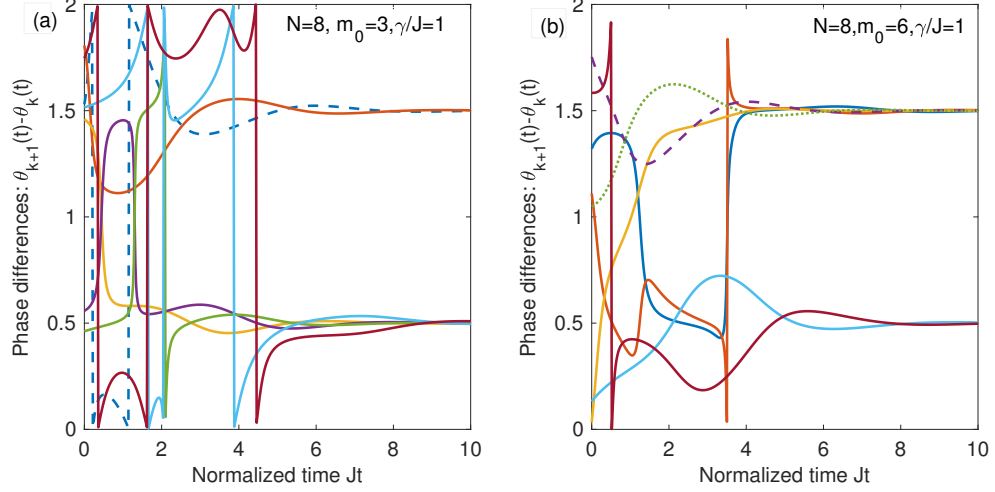 (a)
N=8, m₀=3,γ/J=1
Phase differences: θₖ₊₁(t)-θₖ(t)
2
1.5
1
0.5
0
0 2 4 6 8 10
Normalized time Jt
(b)
N=8,m₀=6,γ/J=1
Phase differences: θₖ₊₁(t)-θₖ(t)
2
1.5
1
0.5
0
0 2 4 6 8 10
Normalized time Jt